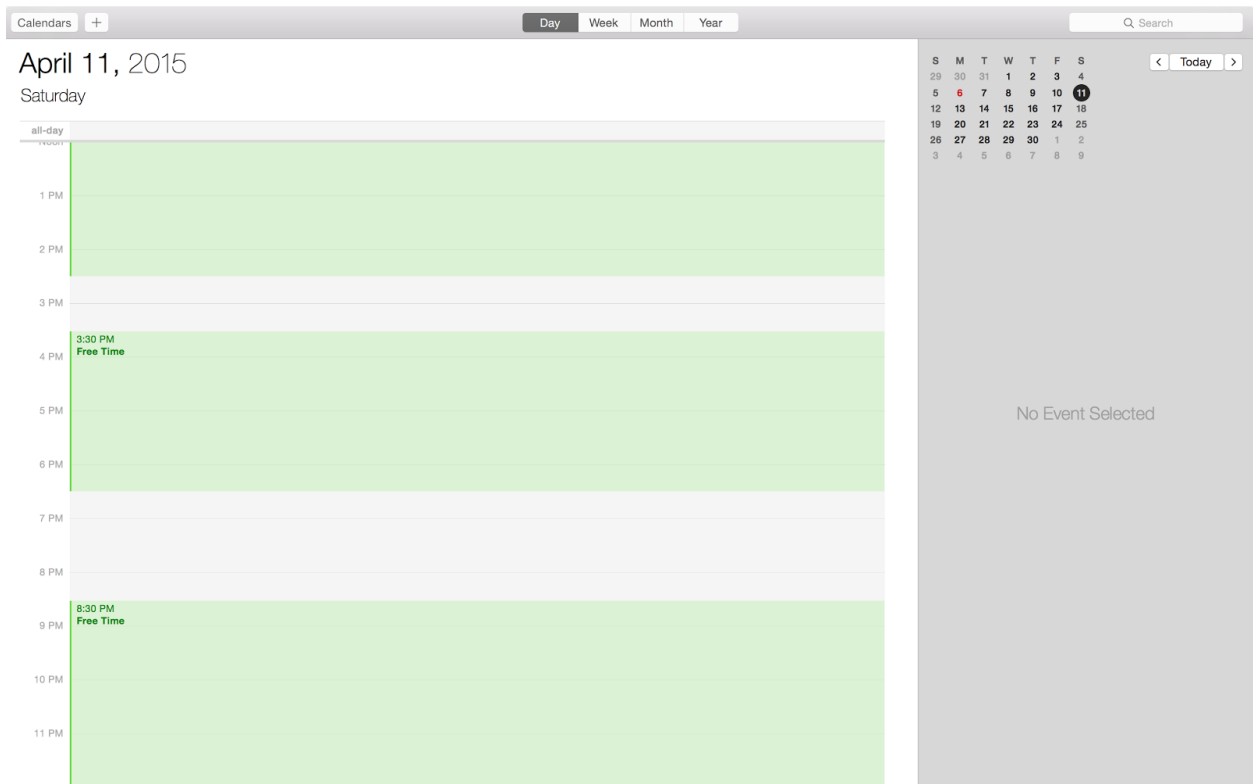 Calendars +
Day Week Month Year
Search
April 11, 2015
Saturday
all-day
Noon
1 PM
2 PM
3 PM
3:30 PM
Free Time
4 PM
5 PM
6 PM
7 PM
8 PM
8:30 PM
Free Time
9 PM
10 PM
11 PM
< Today >
S M T W T F S
29 30 31 1 2 3 4
5 6 7 8 9 10 11
12 13 14 15 16 17 18
19 20 21 22 23 24 25
26 27 28 29 30 1 2
3 4 5 6 7 8 9
No Event Selected